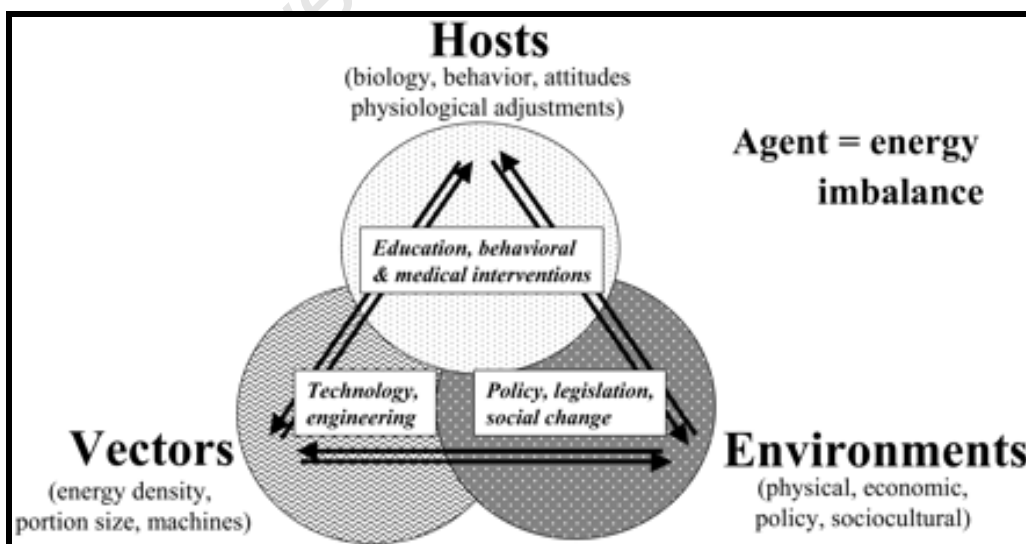 Hosts
(biology, behavior, attitudes
physiological adjustments)
Agent = energy
imbalance
Education, behavioral
& medical interventions
Technology,
engineering
Policy, legislation,
social change
Vectors
(energy density,
portion size, machines)
Environments
(physical, economic,
policy, sociocultural)